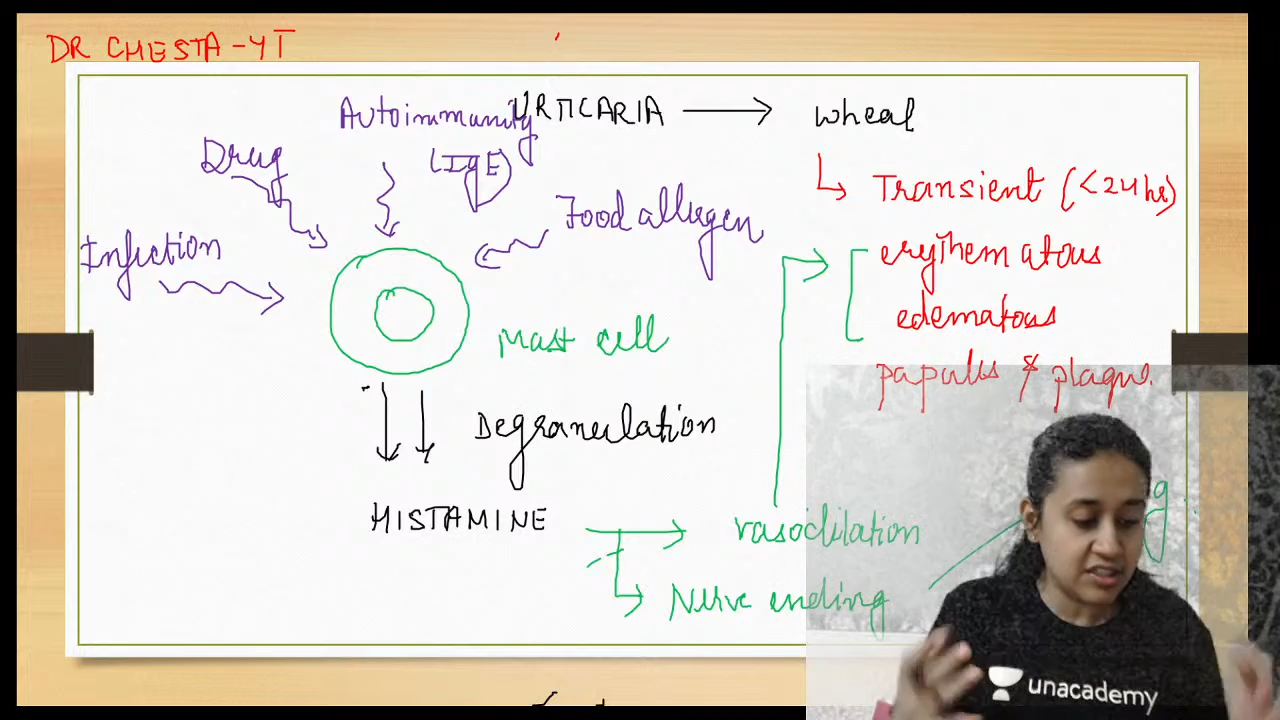 DR CHESTA-YT
Autoimmunity
(IgE)
URTICARIA → wheal
Drug
Transient (<24 hr)
Food allergen
Infection
erythematous
edematous
Mast cell
papules & plaque.
Degranulation
HISTAMINE
vasodilation
Nerve ending
unacademy